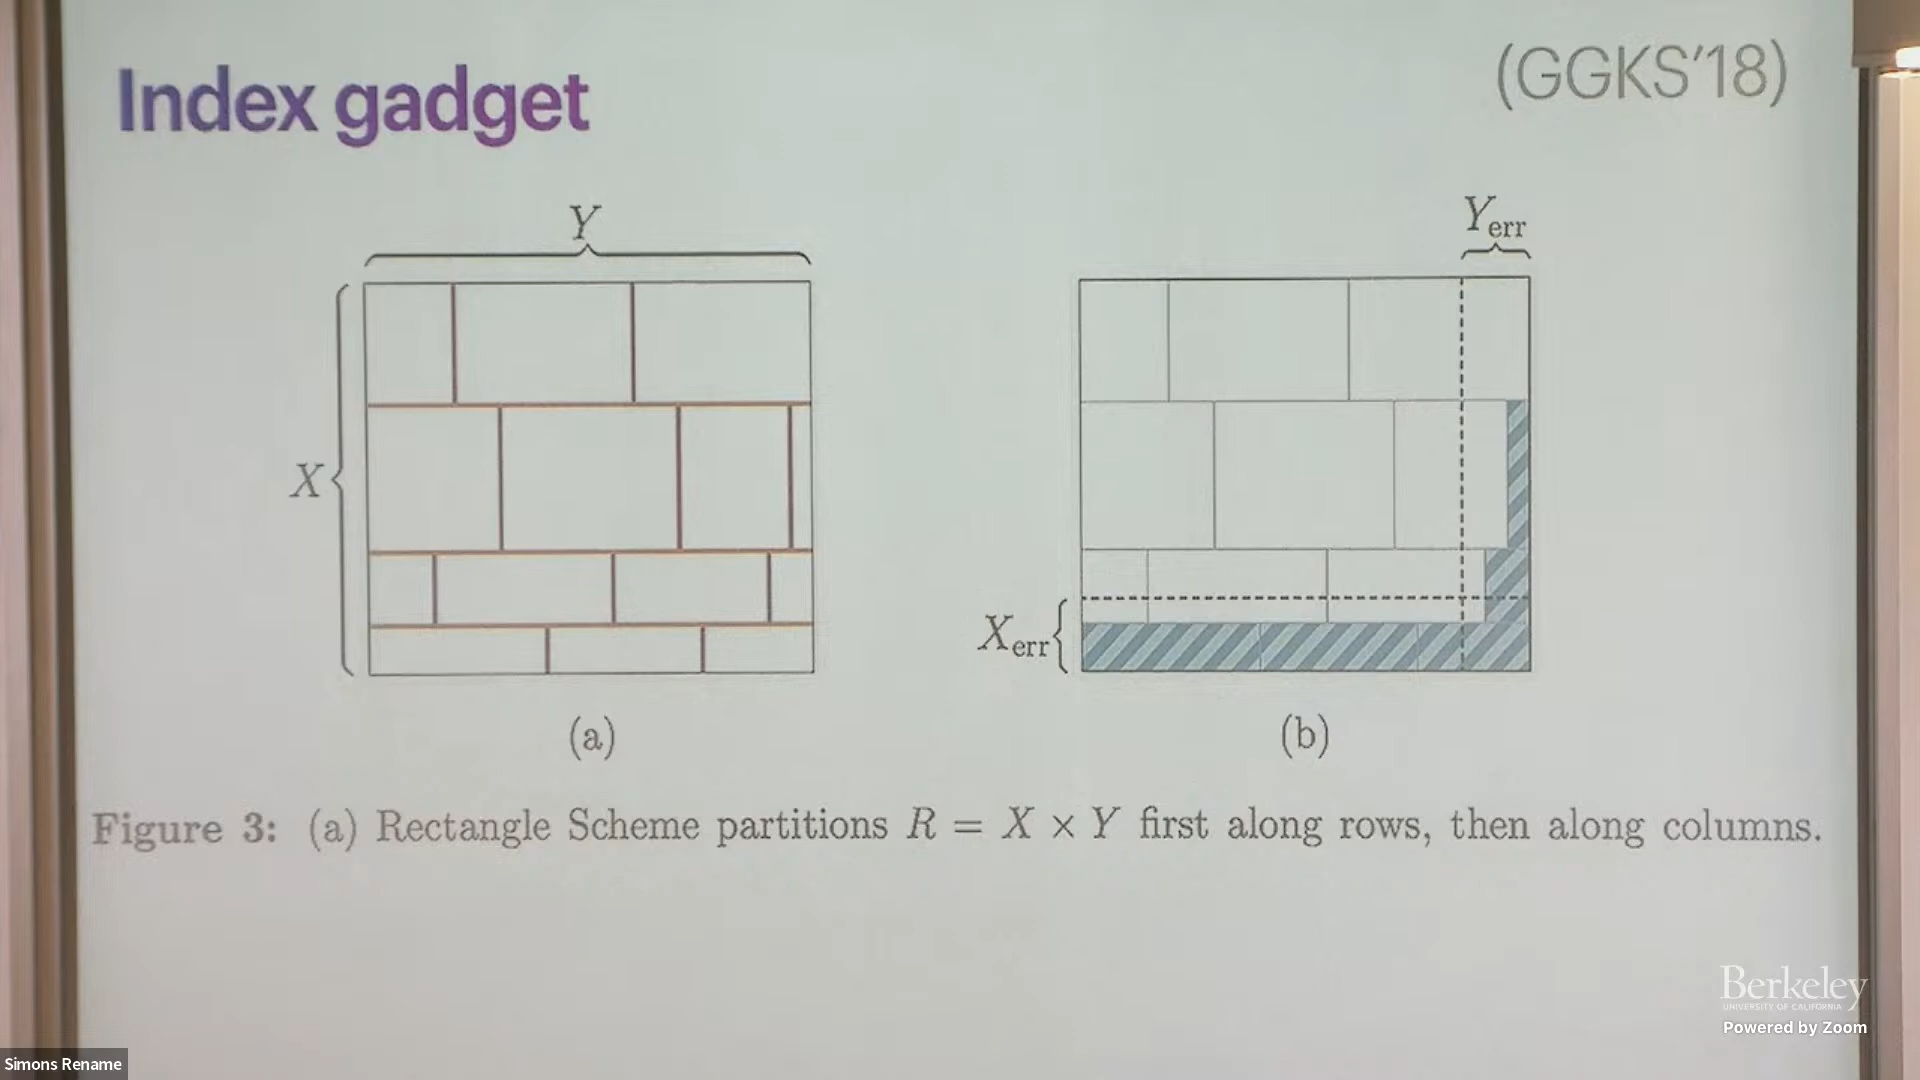 Index gadget
(GGKS'18)
Y
X
(a)
Y_err
X_err
(b)
Figure 3: (a) Rectangle Scheme partitions R = X × Y first along rows, then along columns.
Berkeley
UNIVERSITY OF CALIFORNIA
Powered by Zoom
Simons Rename